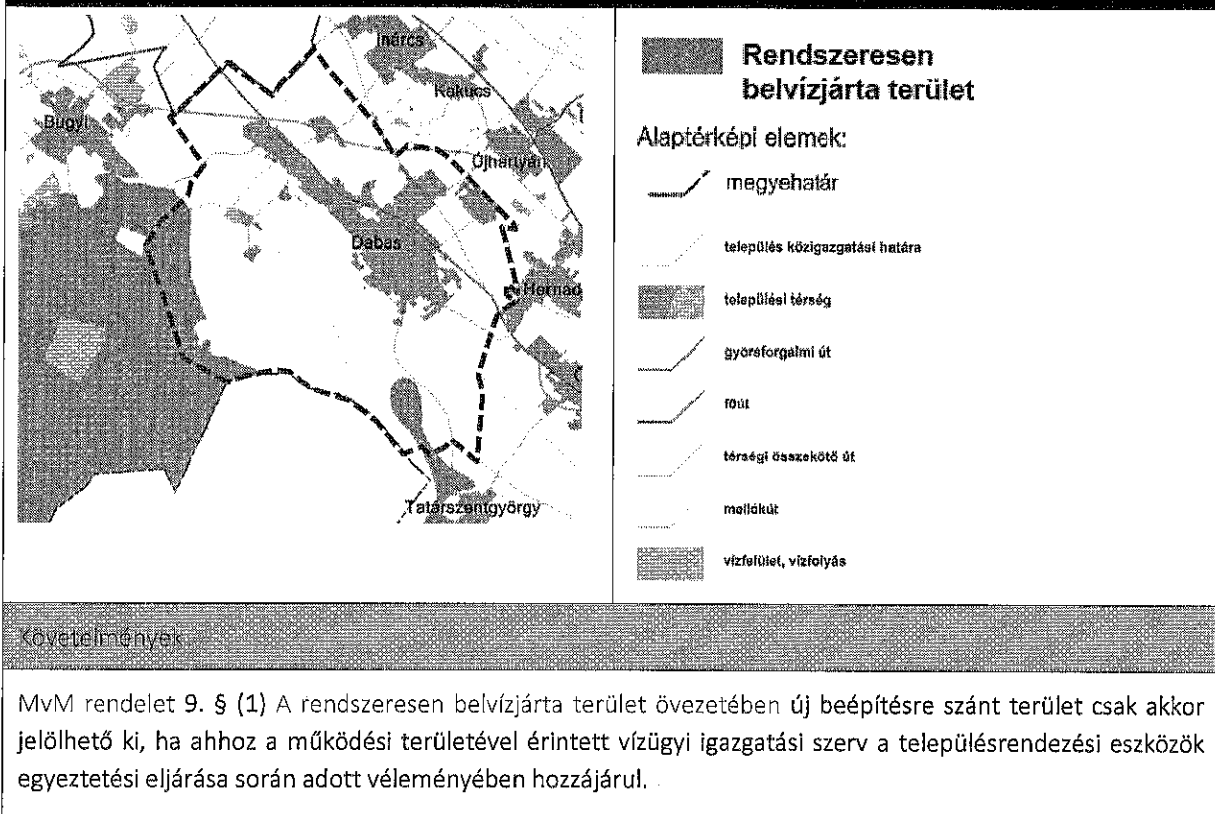 Inárcs
Kakucs
Bugyi
Újhartyán
Dabas
Hernád
Tatárszentgyörgy
Rendszeresen
belvízjárta terület
Alaptérképi elemek:
megyehatár
település közigazgatási határa
települési térség
gyorsforgalmi út
főút
térségi összekötő út
mellékút
vízfelület, vízfolyás
Követelmények
MvM rendelet 9. § (1) A rendszeresen belvízjárta terület övezetében új beépítésre szánt terület csak akkor
jelölhető ki, ha ahhoz a működési területével érintett vízügyi igazgatási szerv a településrendezési eszközök
egyeztetési eljárása során adott véleményében hozzájárul.